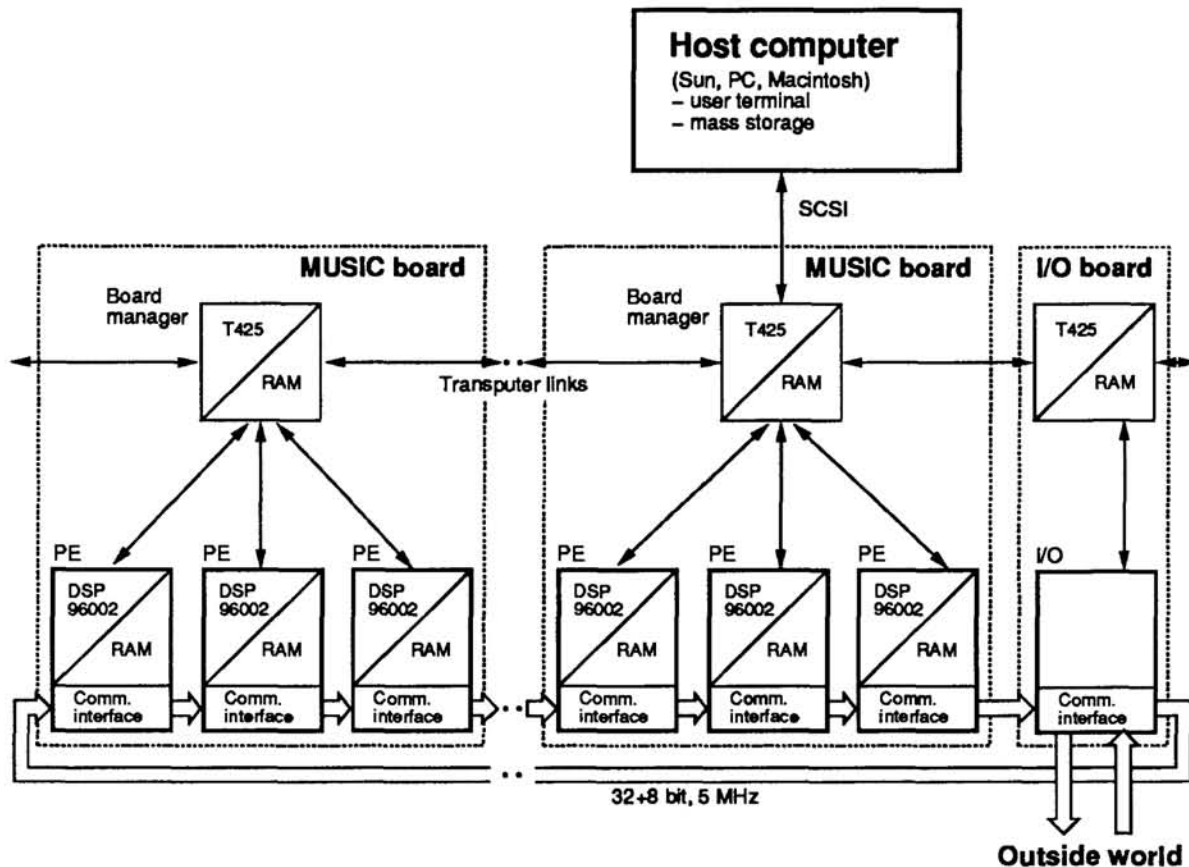 Host computer
(Sun, PC, Macintosh)
– user terminal
– mass storage
SCSI
MUSIC board
MUSIC board
I/O board
Board
manager
T425
RAM
Board
manager
T425
RAM
T425
RAM
Transputer links
PE
PE
PE
PE
PE
PE
I/O
DSP
96002
RAM
Comm.
interface
DSP
96002
RAM
Comm.
interface
DSP
96002
RAM
Comm.
interface
DSP
96002
RAM
Comm.
interface
DSP
96002
RAM
Comm.
interface
DSP
96002
RAM
Comm.
interface
Comm.
interface
32+8 bit, 5 MHz
Outside world